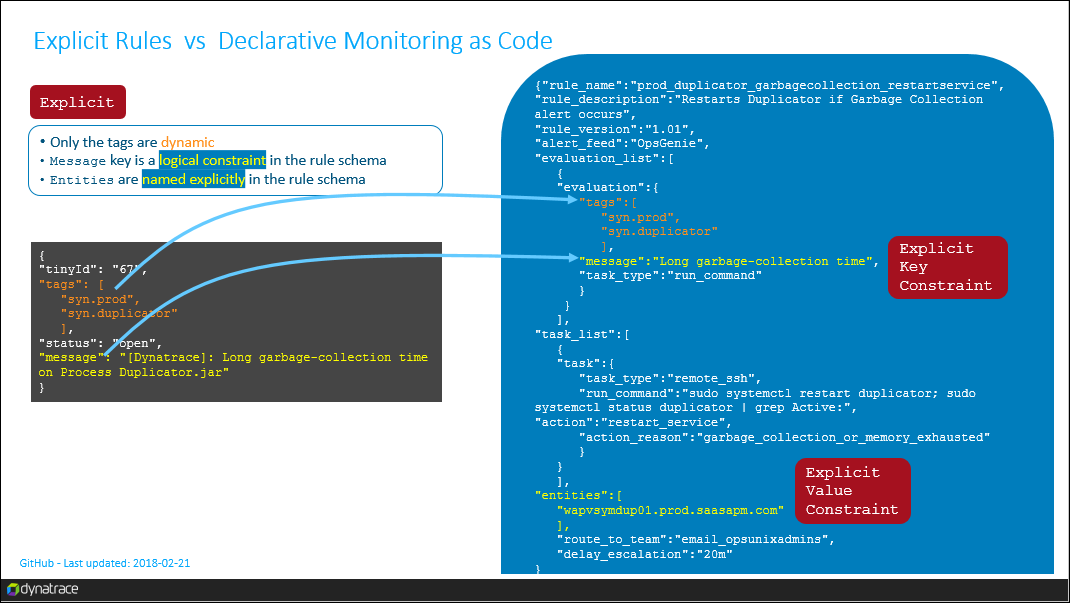 Explicit Rules vs Declarative Monitoring as Code
Explicit
• Only the tags are dynamic
• Message key is a logical constraint in the rule schema
• Entities are named explicitly in the rule schema
{
"tinyId": "67",
"tags": [
"syn.prod",
"syn.duplicator"
],
"status": "open",
"message": "[Dynatrace]: Long garbage-collection time
on Process Duplicator.jar"
}
{"rule_name":"prod_duplicator_garbagecollection_restartservice",
"rule_description":"Restarts Duplicator if Garbage Collection
alert occurs",
"rule_version":"1.01",
"alert_feed":"OpsGenie",
"evaluation_list":[
{
"evaluation":{
"tags":[
"syn.prod",
"syn.duplicator"
],
"message":"Long garbage-collection time",
"task_type":"run_command"
}
}
],
"task_list":[
{
"task":{
"task_type":"remote_ssh",
"run_command":"sudo systemctl restart duplicator; sudo
systemctl status duplicator | grep Active:",
"action":"restart_service",
"action_reason":"garbage_collection_or_memory_exhausted"
}
}
],
"entities":[
"wapvsymdup01.prod.saasapm.com"
],
"route_to_team":"email_opsunixadmins",
"delay_escalation":"20m"
}
Explicit
Key
Constraint
Explicit
Value
Constraint
GitHub - Last updated: 2018-02-21
dynatrace